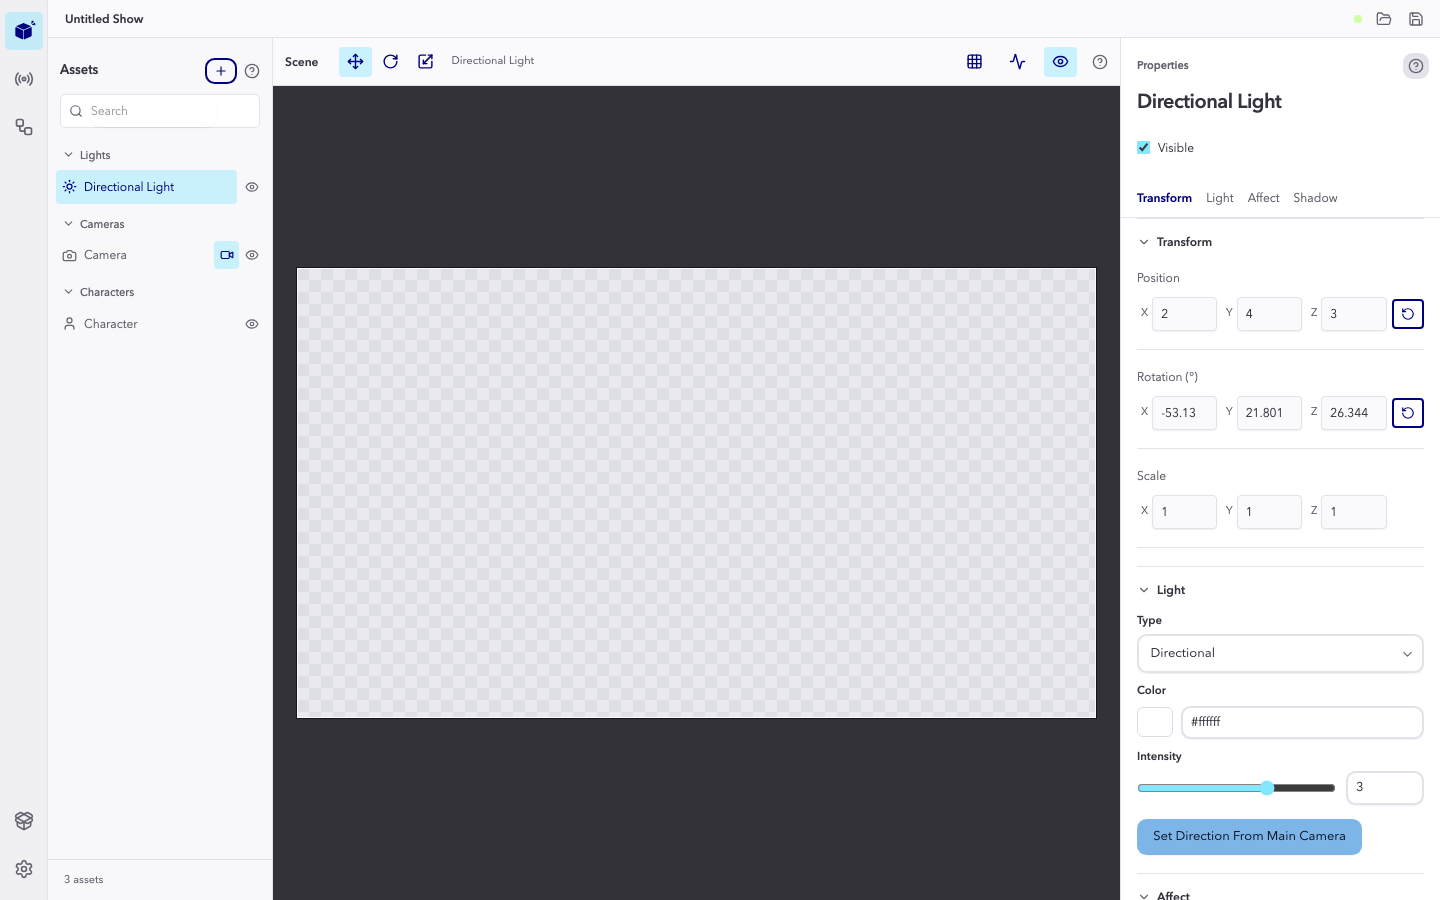 Untitled Show
Assets
Search
Lights
Directional Light
Cameras
Camera
Characters
Character
3 assets
Scene
Directional Light
Properties
Directional Light
Visible
Transform Light Affect Shadow
Transform
Position
X 2 Y 4 Z 3
Rotation (°)
X -53.13 Y 21.801 Z 26.344
Scale
X 1 Y 1 Z 1
Light
Type
Directional
Color
#ffffff
Intensity
3
Set Direction From Main Camera
Affect